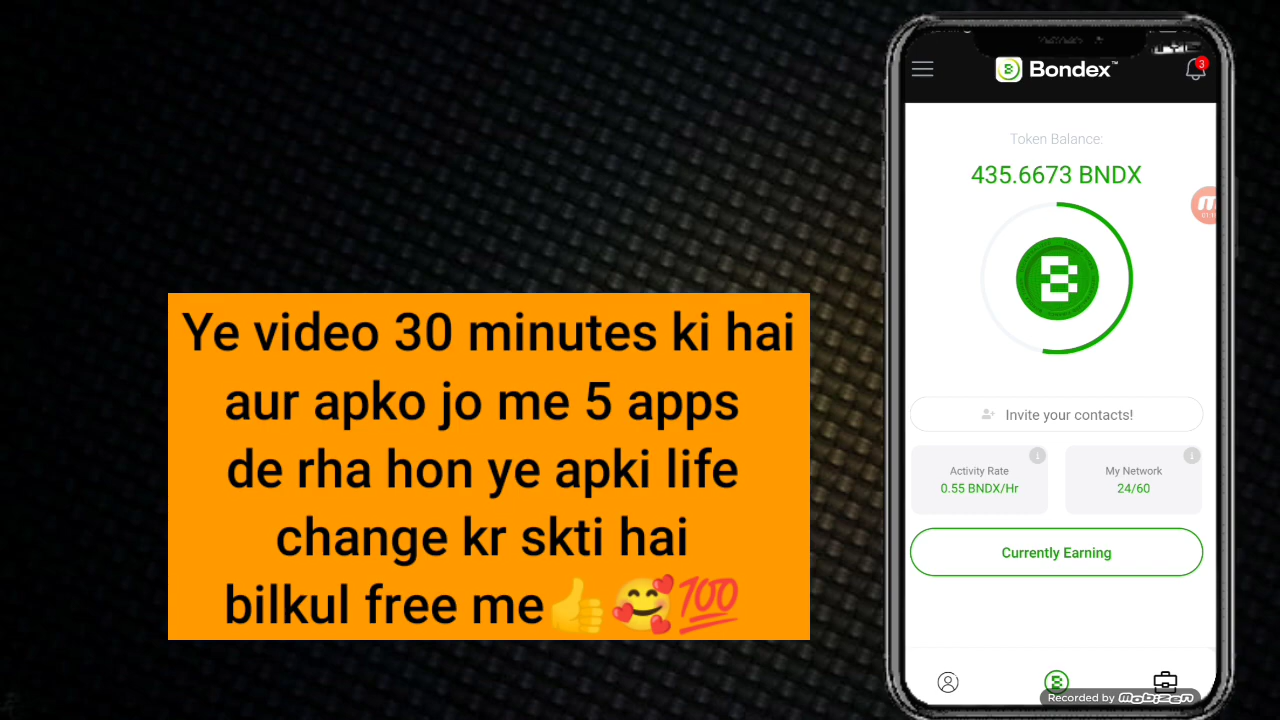 Ye video 30 minutes ki hai
aur apko jo me 5 apps
de rha hon ye apki life
change kr skti hai
bilkul free me👍🥰💯
Bondex™
3
Token Balance:
435.6673 BNDX
Invite your contacts!
Activity Rate
0.55 BNDX/Hr
My Network
24/60
Currently Earning
Recorded by Mobizen